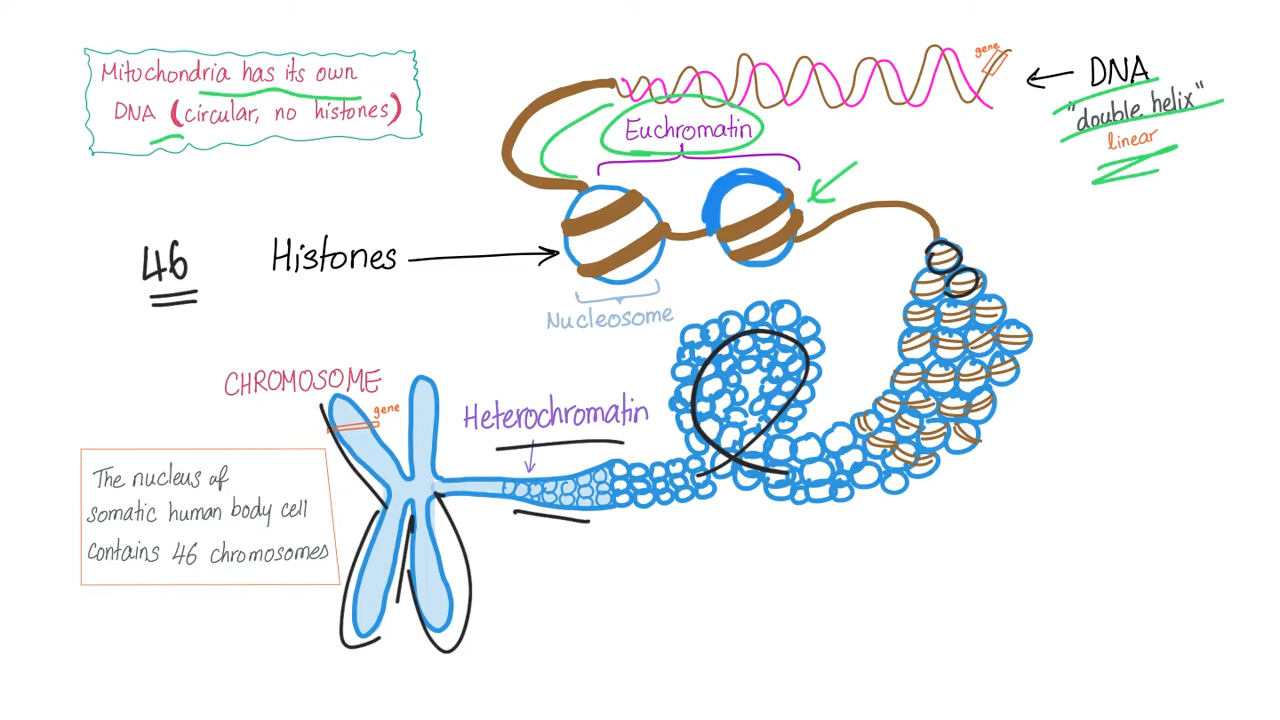 Mitochondria has its own
DNA (circular, no histones)
gene
DNA
"double helix"
linear
Euchromatin
46
Histones
Nucleosome
CHROMOSOME
gene
Heterochromatin
The nucleus of
somatic human body cell
contains 46 chromosomes